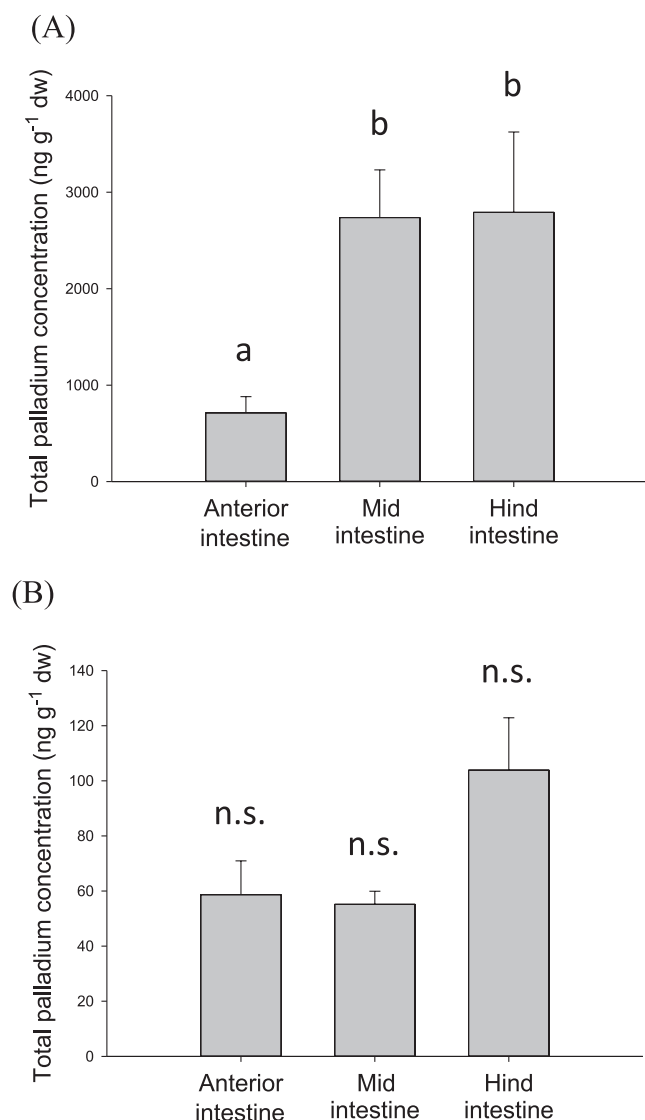 (A)
Total palladium concentration (ng g⁻¹ dw)
4000
3000
2000
1000
0
a
b
b
Anterior intestine
Mid intestine
Hind intestine
(B)
Total palladium concentration (ng g⁻¹ dw)
140
120
100
80
60
40
20
0
n.s.
n.s.
n.s.
Anterior intestine
Mid intestine
Hind intestine